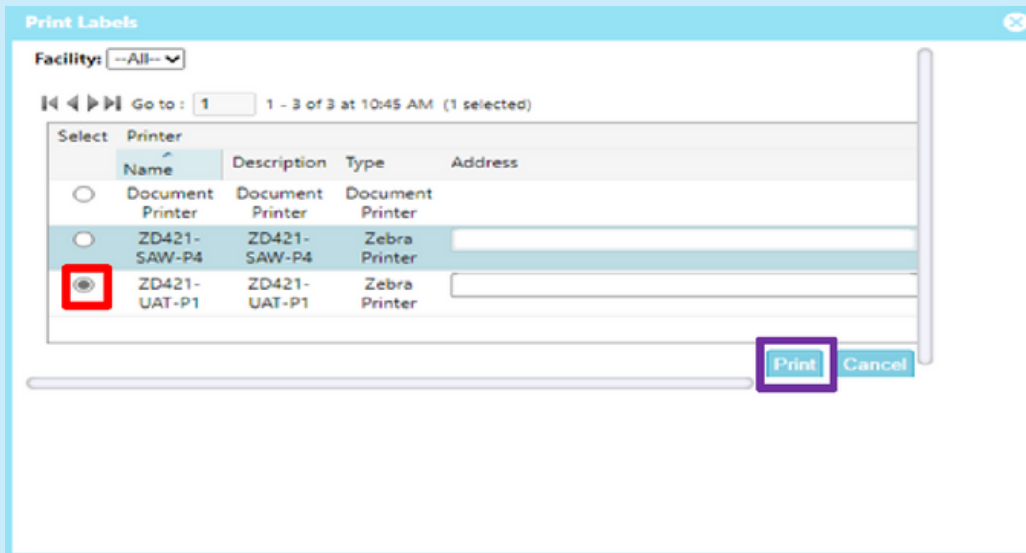 Print Labels
Facility: --All--
Go to : 1 1 - 3 of 3 at 10:45 AM (1 selected)
Select Printer
Name Description Type Address
Document Printer Document Printer Document Printer
ZD421-SAW-P4 ZD421-SAW-P4 Zebra Printer
ZD421-UAT-P1 ZD421-UAT-P1 Zebra Printer
Print Cancel